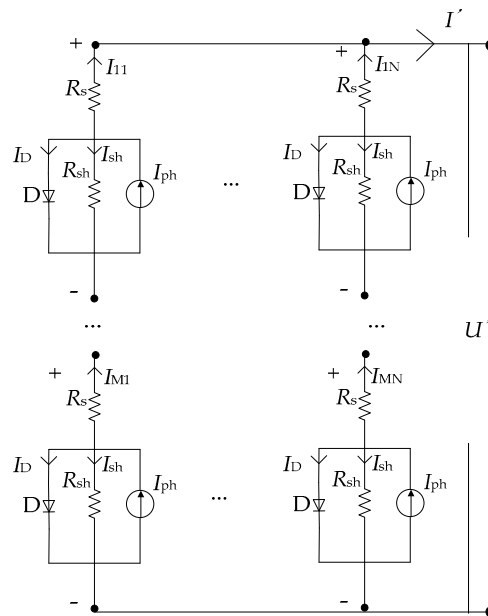 I´
+ +
I11 I1N
Rs Rs
ID Ish ID Ish
Rsh Rsh
D Iph ... D Iph
- -
... ... U´
+ IM1 + IMN
Rs Rs
ID Ish ID Ish
Rsh Rsh
D Iph ... D Iph
- -